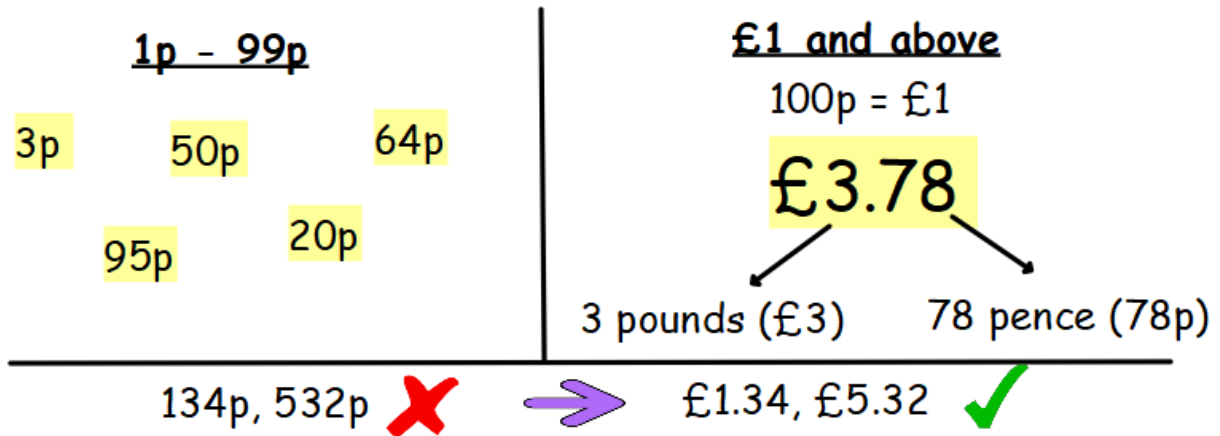 1p - 99p
3p
50p
64p
95p
20p
£1 and above
100p = £1
£3.78
3 pounds (£3)
78 pence (78p)
134p, 532p
£1.34, £5.32